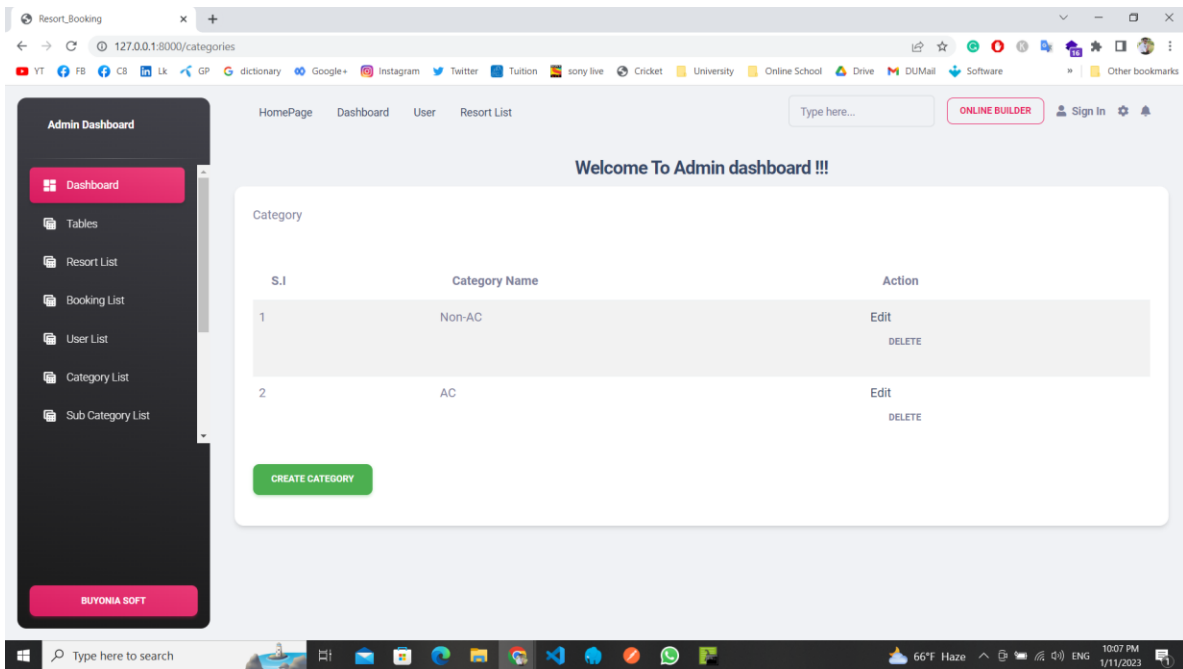 Resort_Booking
127.0.0.1:8000/categories
YT FB CB Lk GP dictionary Google+ Instagram Twitter Tuition sony live Cricket University Online School Drive DUMail Software » Other bookmarks
Admin Dashboard
HomePage Dashboard User Resort List Type here... ONLINE BUILDER Sign In
Welcome To Admin dashboard !!!
Dashboard
Tables
Resort List
Booking List
User List
Category List
Sub Category List
BUYONIA SOFT
Category
S.I Category Name Action
1 Non-AC Edit
DELETE
2 AC Edit
DELETE
CREATE CATEGORY
Type here to search
66°F Haze ENG 10:07 PM
1/11/2023